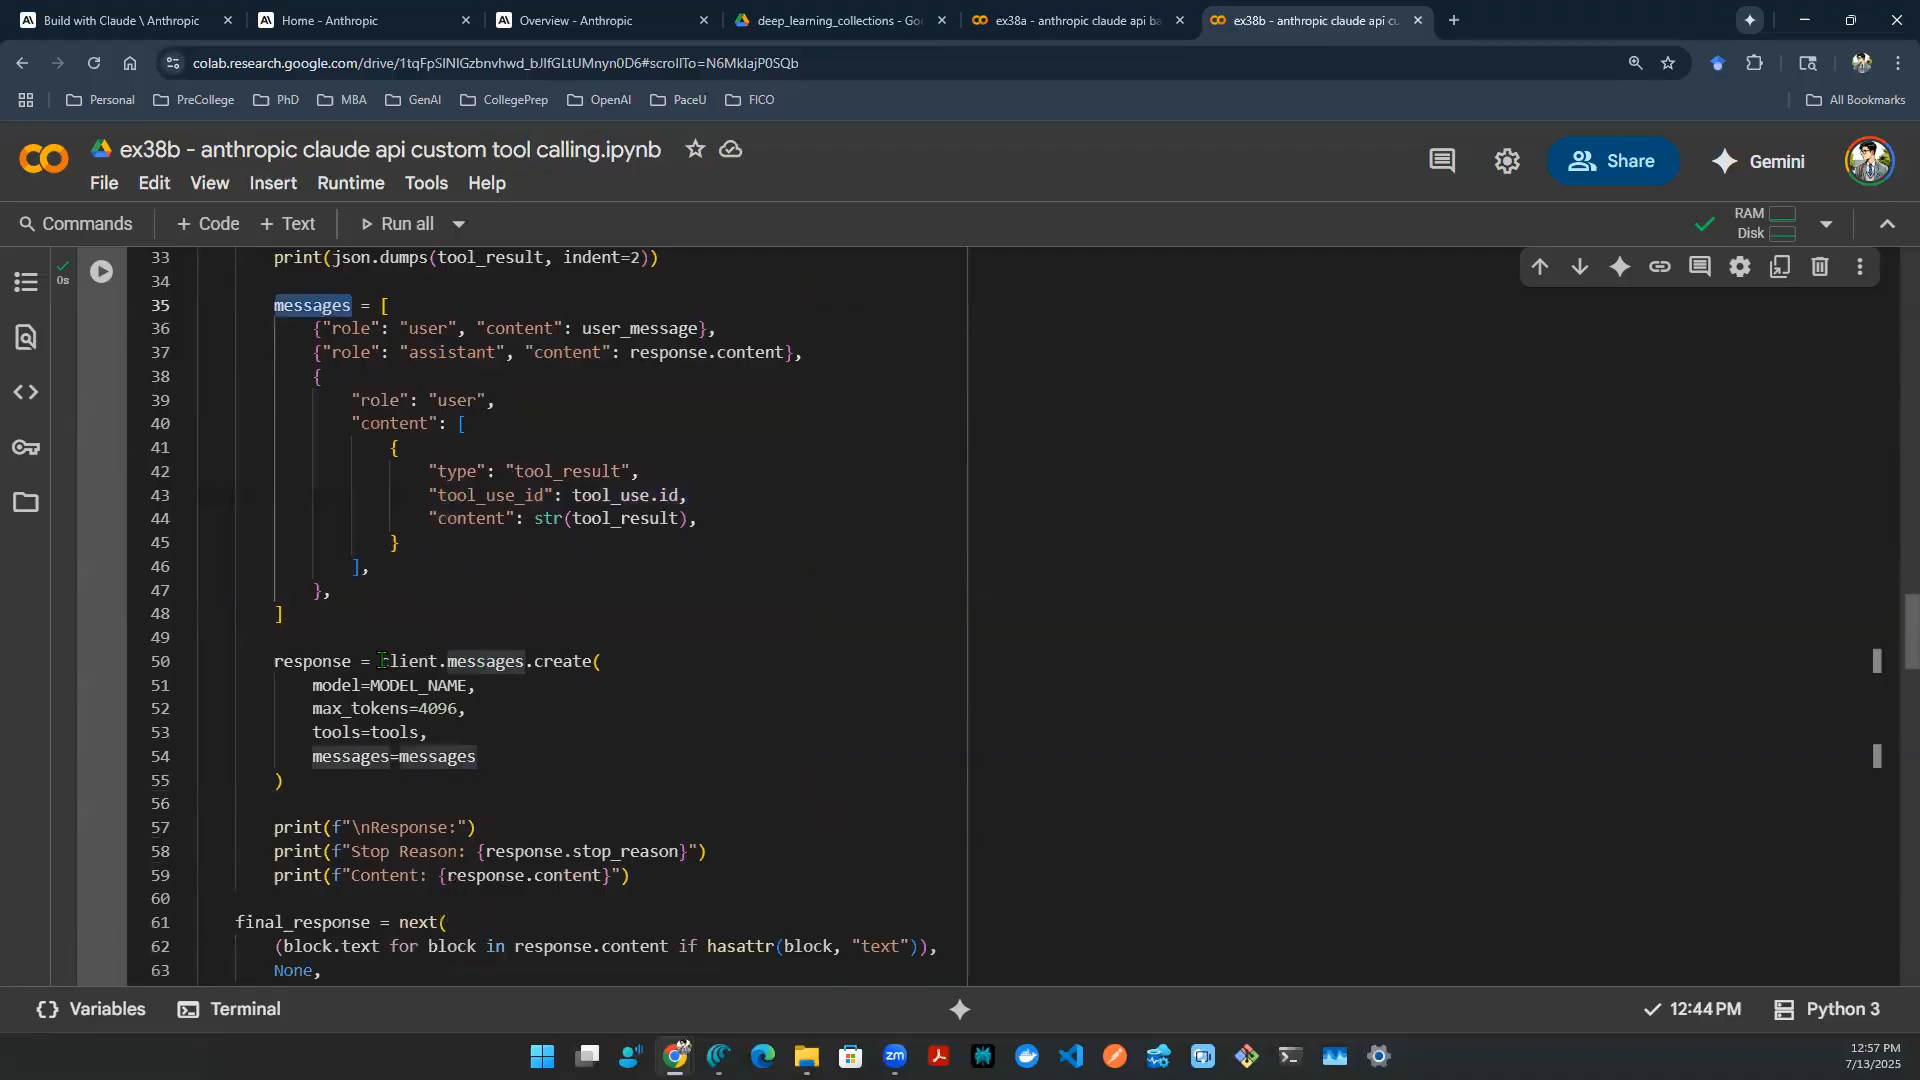 Build with Claude \ Anthropic
Home - Anthropic
Overview - Anthropic
deep_learning_collections - Goo
ex38a - anthropic claude api ba
ex38b - anthropic claude api cu
colab.research.google.com/drive/1tqFpSlNlGzbnvhwd_bJlfGLtUMnyn0D6#scrollTo=N6MklajP0SQb
Personal
PreCollege
PhD
MBA
GenAI
CollegePrep
OpenAI
PaceU
FICO
All Bookmarks
ex38b - anthropic claude api custom tool calling.ipynb
Share
Gemini
File Edit View Insert Runtime Tools Help
Commands + Code + Text Run all
RAM
Disk
0s
33 print(json.dumps(tool_result, indent=2))
34
35 messages = [
36 {"role": "user", "content": user_message},
37 {"role": "assistant", "content": response.content},
38 {
39 "role": "user",
40 "content": [
41 {
42 "type": "tool_result",
43 "tool_use_id": tool_use.id,
44 "content": str(tool_result),
45 }
46 ],
47 },
48 ]
49
50 response = client.messages.create(
51 model=MODEL_NAME,
52 max_tokens=4096,
53 tools=tools,
54 messages=messages
55 )
56
57 print(f"\nResponse:")
58 print(f"Stop Reason: {response.stop_reason}")
59 print(f"Content: {response.content}")
60
61 final_response = next(
62 (block.text for block in response.content if hasattr(block, "text")),
63 None,
Variables
Terminal
12:44 PM
Python 3
zm
12:57 PM
7/13/2025